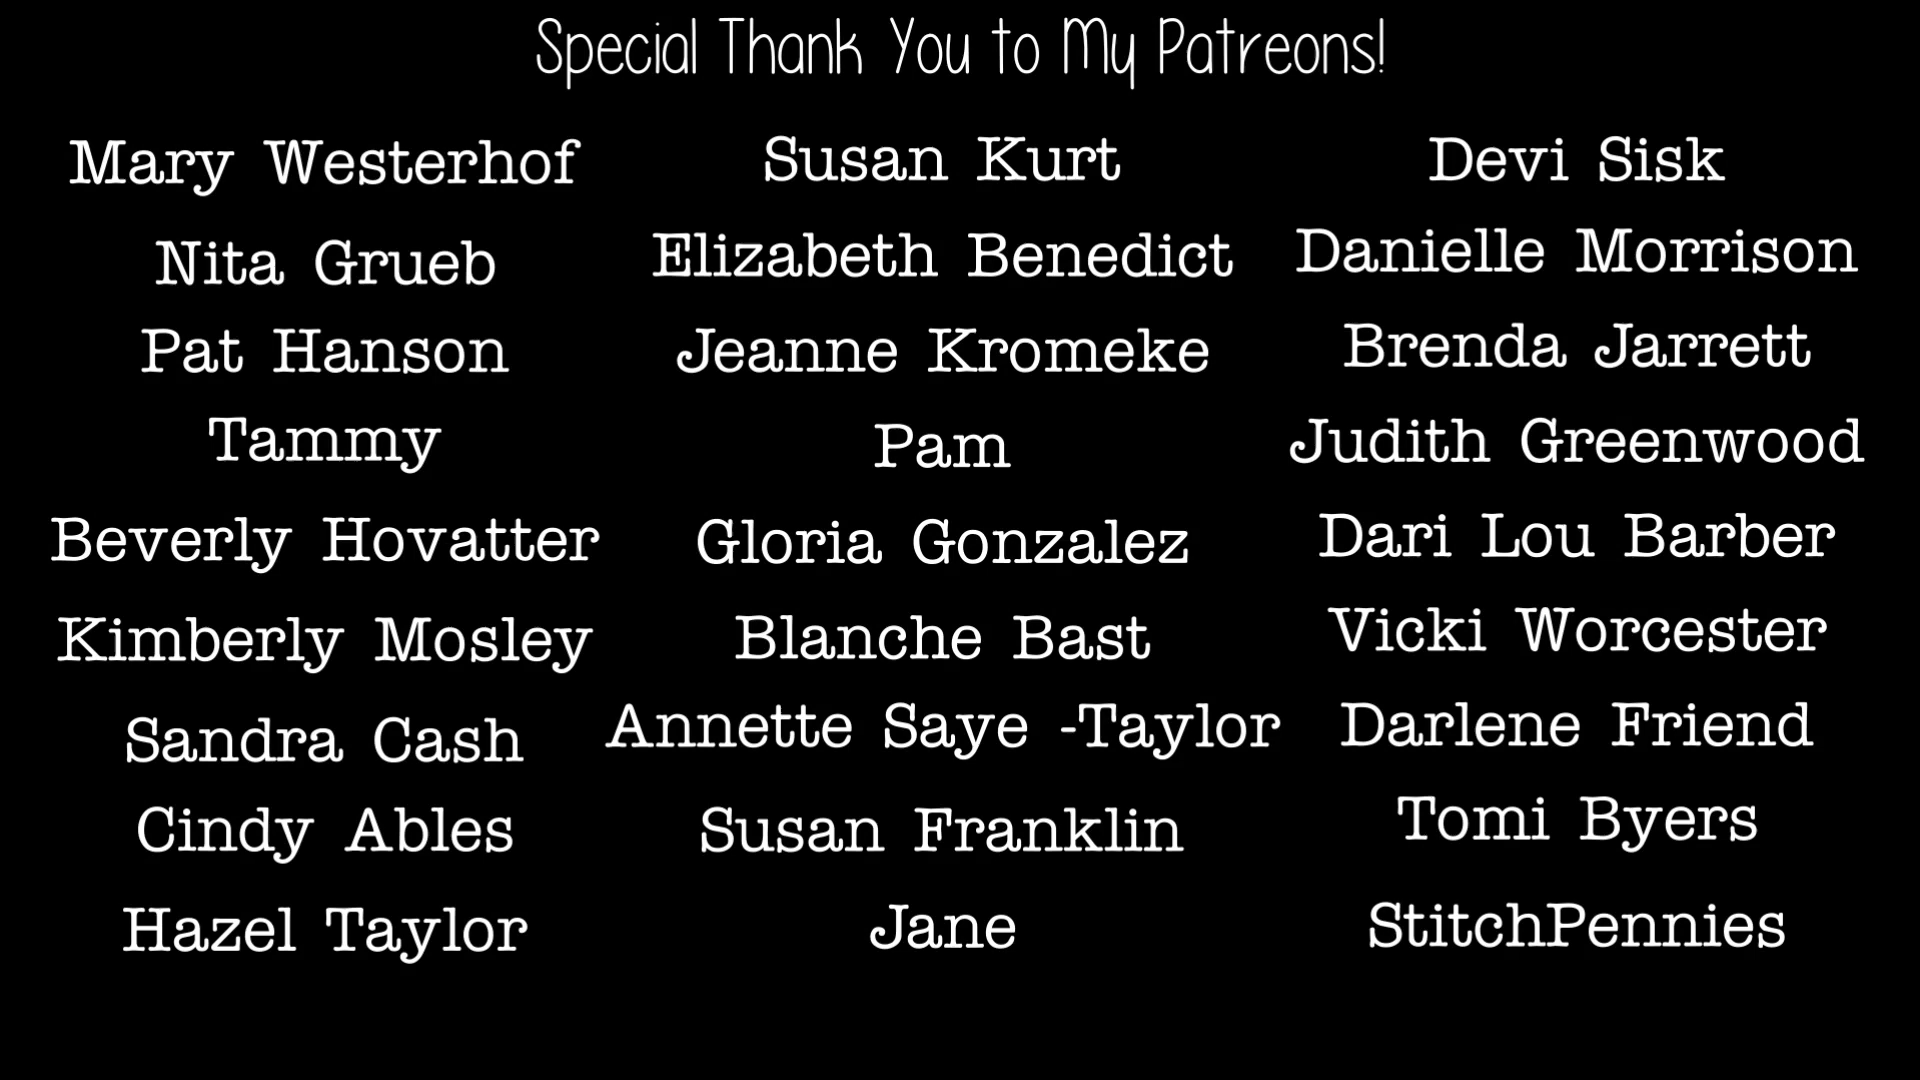 Special Thank You to My Patreons!
Mary Westerhof
Nita Grueb
Pat Hanson
Tammy
Beverly Hovatter
Kimberly Mosley
Sandra Cash
Cindy Ables
Hazel Taylor
Susan Kurt
Elizabeth Benedict
Jeanne Kromeke
Pam
Gloria Gonzalez
Blanche Bast
Annette Saye -Taylor
Susan Franklin
Jane
Devi Sisk
Danielle Morrison
Brenda Jarrett
Judith Greenwood
Dari Lou Barber
Vicki Worcester
Darlene Friend
Tomi Byers
StitchPennies